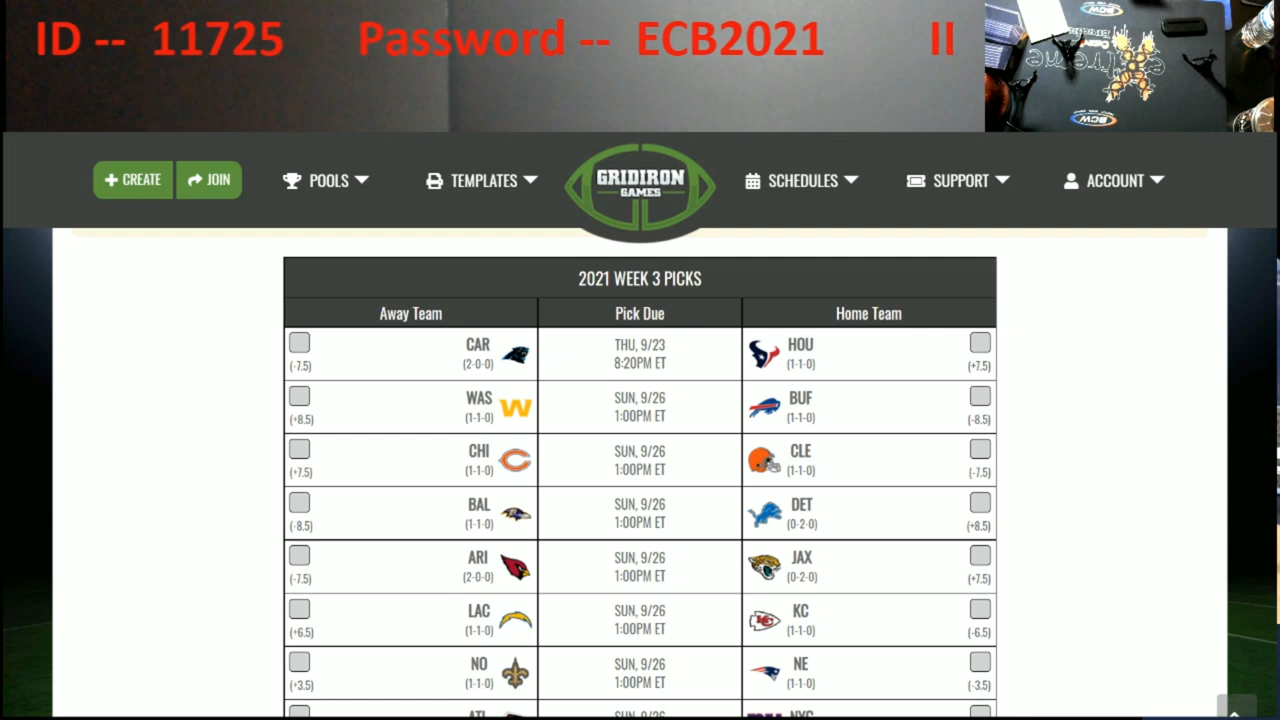 ID -- 11725 Password -- ECB2021 II
CREATE JOIN POOLS TEMPLATES GRIDIRON GAMES SCHEDULES SUPPORT ACCOUNT
2021 WEEK 3 PICKS
Away Team Pick Due Home Team
CAR THU, 9/23 HOU
(-7.5) (2-0-0) 8:20PM ET (1-1-0) (+7.5)
WAS SUN, 9/26 BUF
(+8.5) (1-1-0) 1:00PM ET (1-1-0) (-8.5)
CHI SUN, 9/26 CLE
(+7.5) (1-1-0) 1:00PM ET (1-1-0) (-7.5)
BAL SUN, 9/26 DET
(-8.5) (1-1-0) 1:00PM ET (0-2-0) (+8.5)
ARI SUN, 9/26 JAX
(-7.5) (2-0-0) 1:00PM ET (0-2-0) (+7.5)
LAC SUN, 9/26 KC
(+6.5) (1-1-0) 1:00PM ET (1-1-0) (-6.5)
NO SUN, 9/26 NE
(+3.5) (1-1-0) 1:00PM ET (1-1-0) (-3.5)